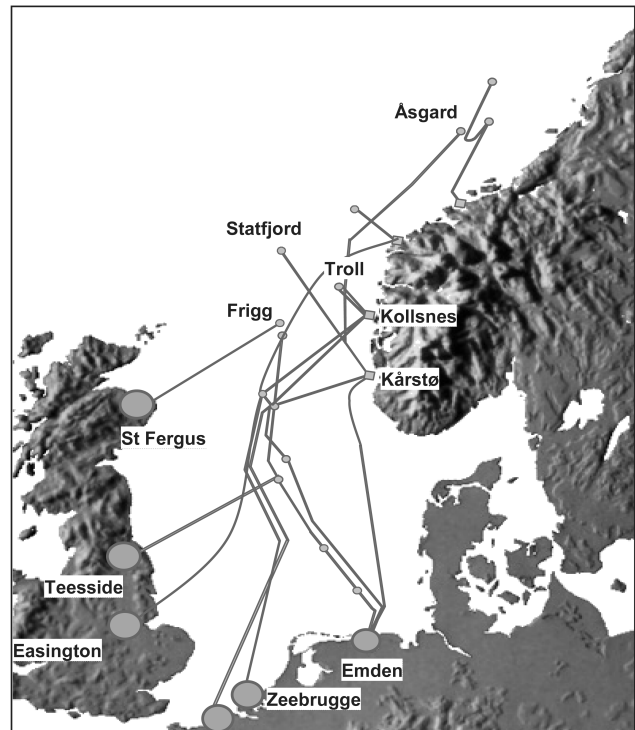 Åsgard
Statfjord
Troll
Frigg
Kollsnes
Kårstø
St Fergus
Teesside
Easington
Emden
Zeebrugge